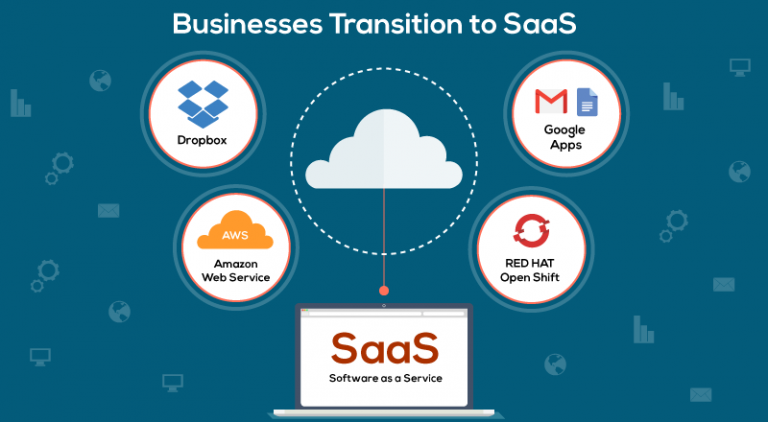 Businesses Transition to SaaS
Dropbox
Google
Apps
AWS
Amazon
Web Service
RED HAT
Open Shift
SaaS
Software as a Service